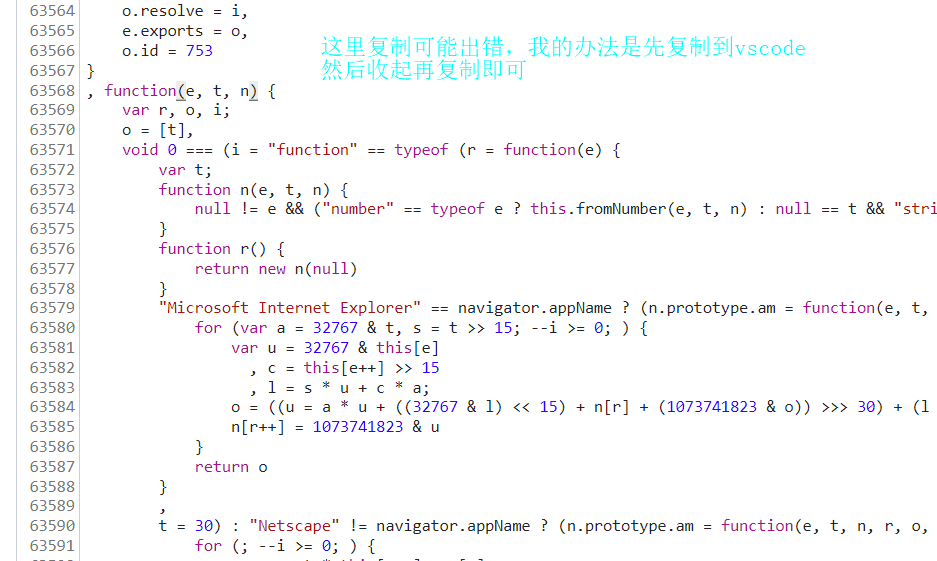 63564 o.resolve = i,
63565 e.exports = o,
63566 o.id = 753
这里复制可能出错，我的办法是先复制到vscode
然后收起再复制即可
63567 }
63568 , function(e, t, n) {
63569 var r, o, i;
63570 o = [t],
63571 void 0 === (i = "function" == typeof (r = function(e) {
63572 var t;
63573 function n(e, t, n) {
63574 null != e && ("number" == typeof e ? this.fromNumber(e, t, n) : null == t && "stri
63575 }
63576 function r() {
63577 return new n(null)
63578 }
63579 "Microsoft Internet Explorer" == navigator.appName ? (n.prototype.am = function(e, t,
63580 for (var a = 32767 & t, s = t >> 15; --i >= 0; ) {
63581 var u = 32767 & this[e]
63582 , c = this[e++] >> 15
63583 , l = s * u + c * a;
63584 o = ((u = a * u + ((32767 & l) << 15) + n[r] + (1073741823 & o)) >>> 30) + (l
63585 n[r++] = 1073741823 & u
63586 }
63587 return o
63588 }
63589 ,
63590 t = 30) : "Netscape" != navigator.appName ? (n.prototype.am = function(e, t, n, r, o,
63591 for (; --i >= 0; ) {